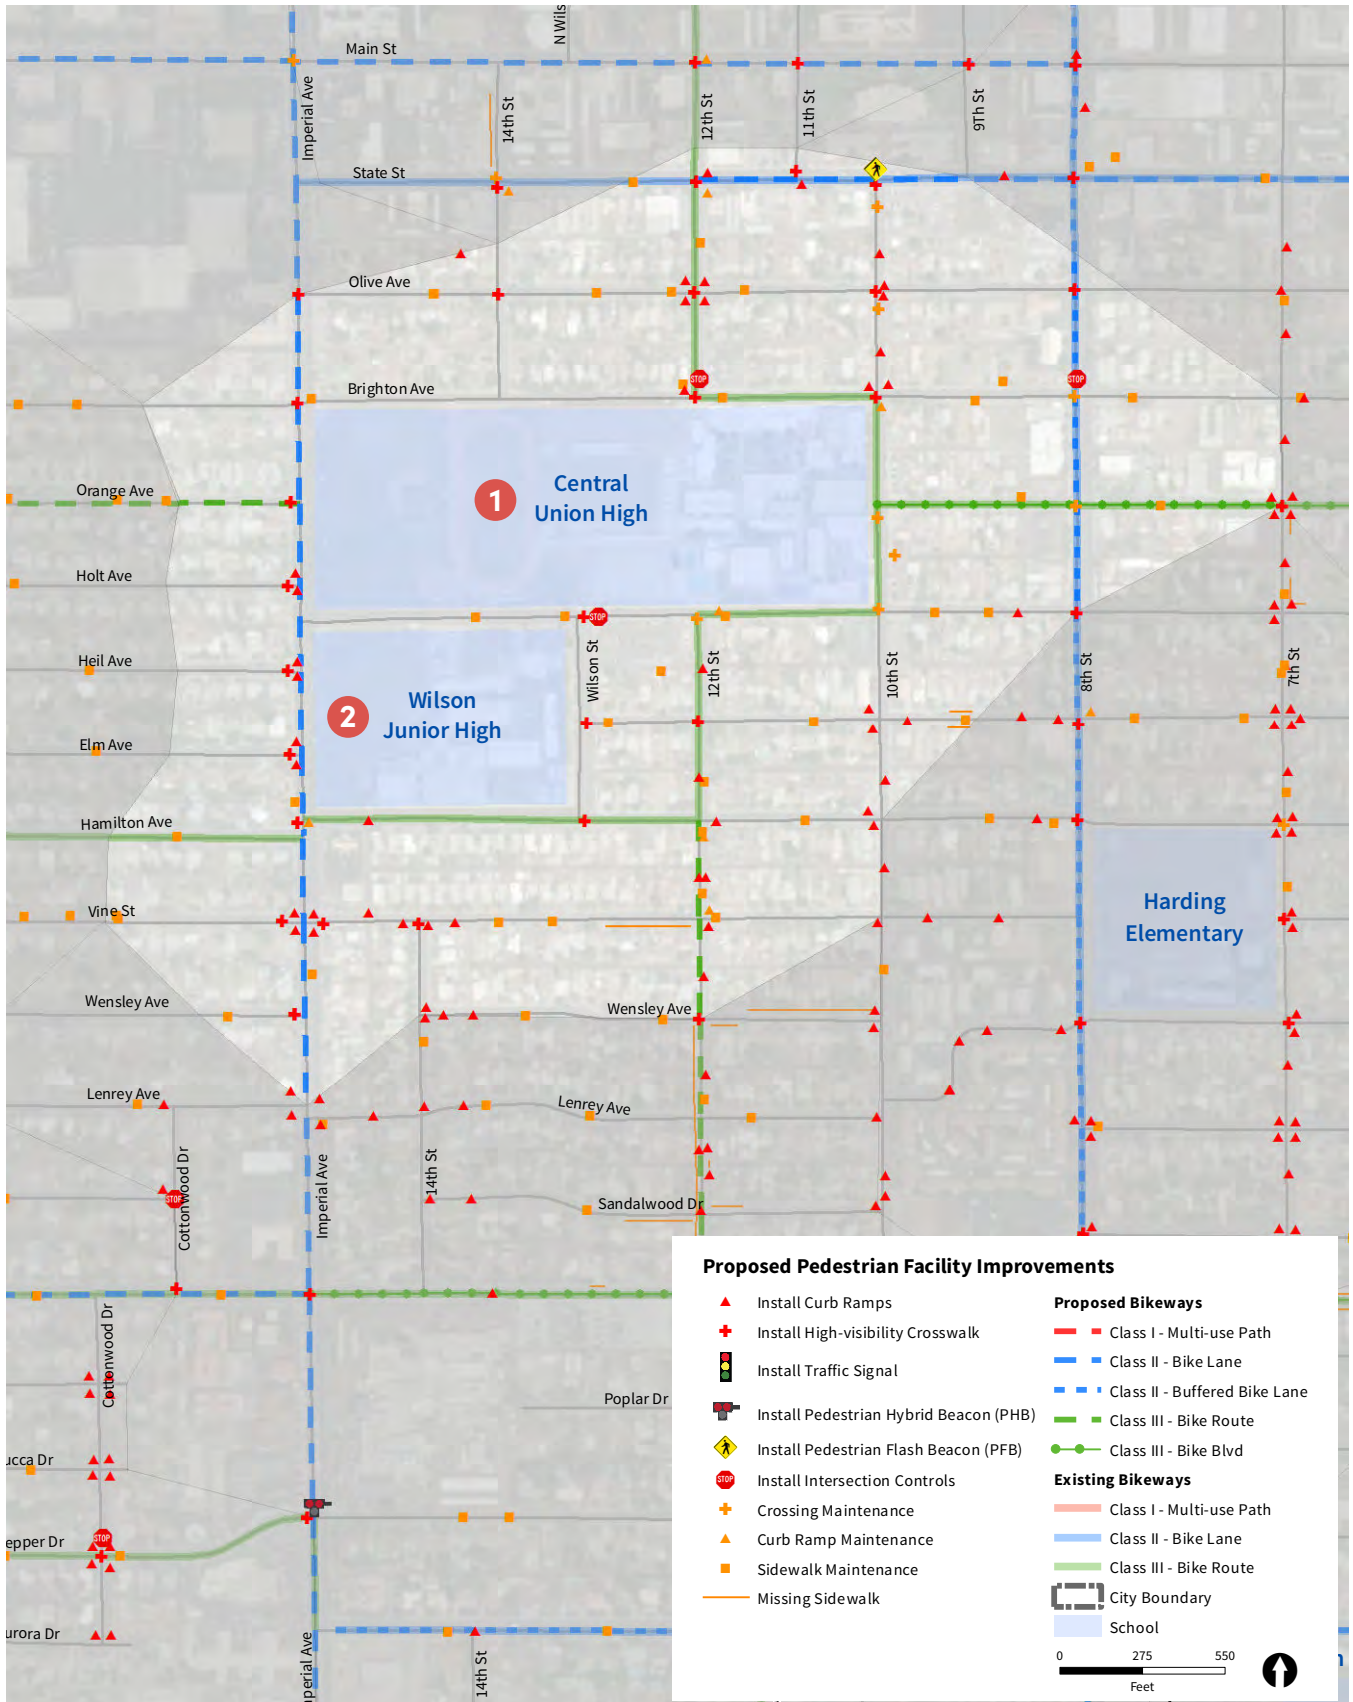 N Wils
Main St
Imperial Ave
14th St
12th St
11th St
9Th St
State St
Olive Ave
Brighton Ave
STOP
STOP
Orange Ave
1
Central
Union High
Holt Ave
STOP
Heil Ave
Wilson St
12th St
10th St
8th St
7th St
2
Wilson
Junior High
Elm Ave
Hamilton Ave
Vine St
Harding
Elementary
Wensley Ave
Wensley Ave
Lenrey Ave
Lenrey Ave
Cottonwood Dr
STOP
Imperial Ave
14th St
Sandalwood Dr
Cottonwood Dr
Poplar Dr
ucca Dr
STOP
epper Dr
urora Dr
mperial Ave
14th St
Proposed Pedestrian Facility Improvements
Install Curb Ramps
Install High-visibility Crosswalk
Install Traffic Signal
Install Pedestrian Hybrid Beacon (PHB)
Install Pedestrian Flash Beacon (PFB)
STOP
Install Intersection Controls
Crossing Maintenance
Curb Ramp Maintenance
Sidewalk Maintenance
Missing Sidewalk
Proposed Bikeways
Class I - Multi-use Path
Class II - Bike Lane
Class II - Buffered Bike Lane
Class III - Bike Route
Class III - Bike Blvd
Existing Bikeways
Class I - Multi-use Path
Class II - Bike Lane
Class III - Bike Route
City Boundary
School
0 275 550
Feet
n